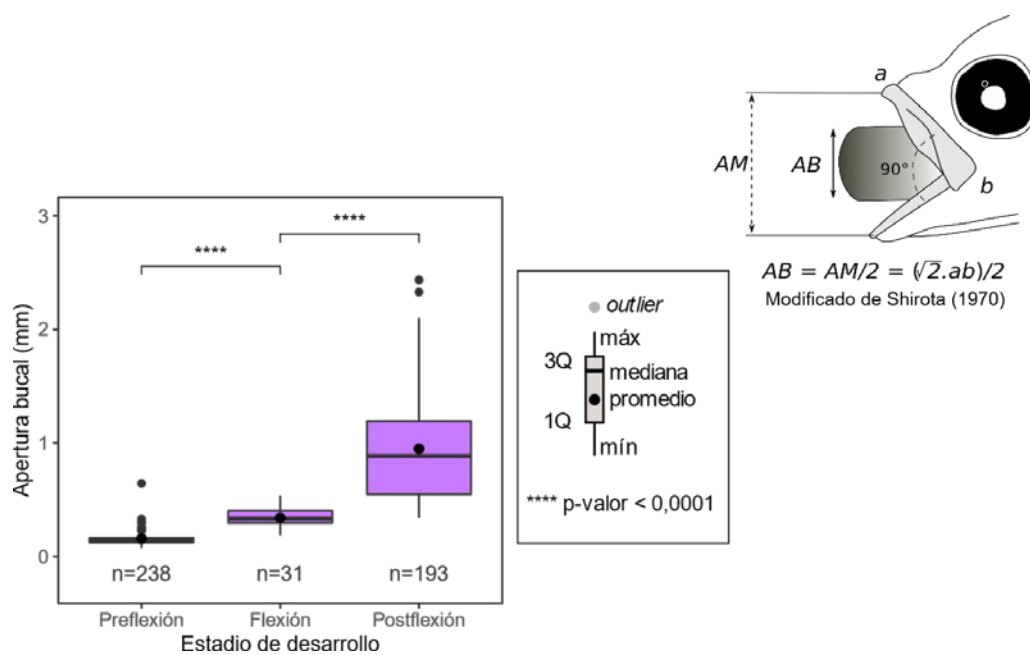 a
AM
AB
90°
b
AB = AM/2 = (√2.ab)/2
Modificado de Shirota (1970)
Apertura bucal (mm)
3
2
1
0
****
****
n=238
n=31
n=193
Preflexión
Flexión
Postflexión
Estadio de desarrollo
outlier
máx
3Q
mediana
promedio
1Q
mín
**** p-valor < 0,0001